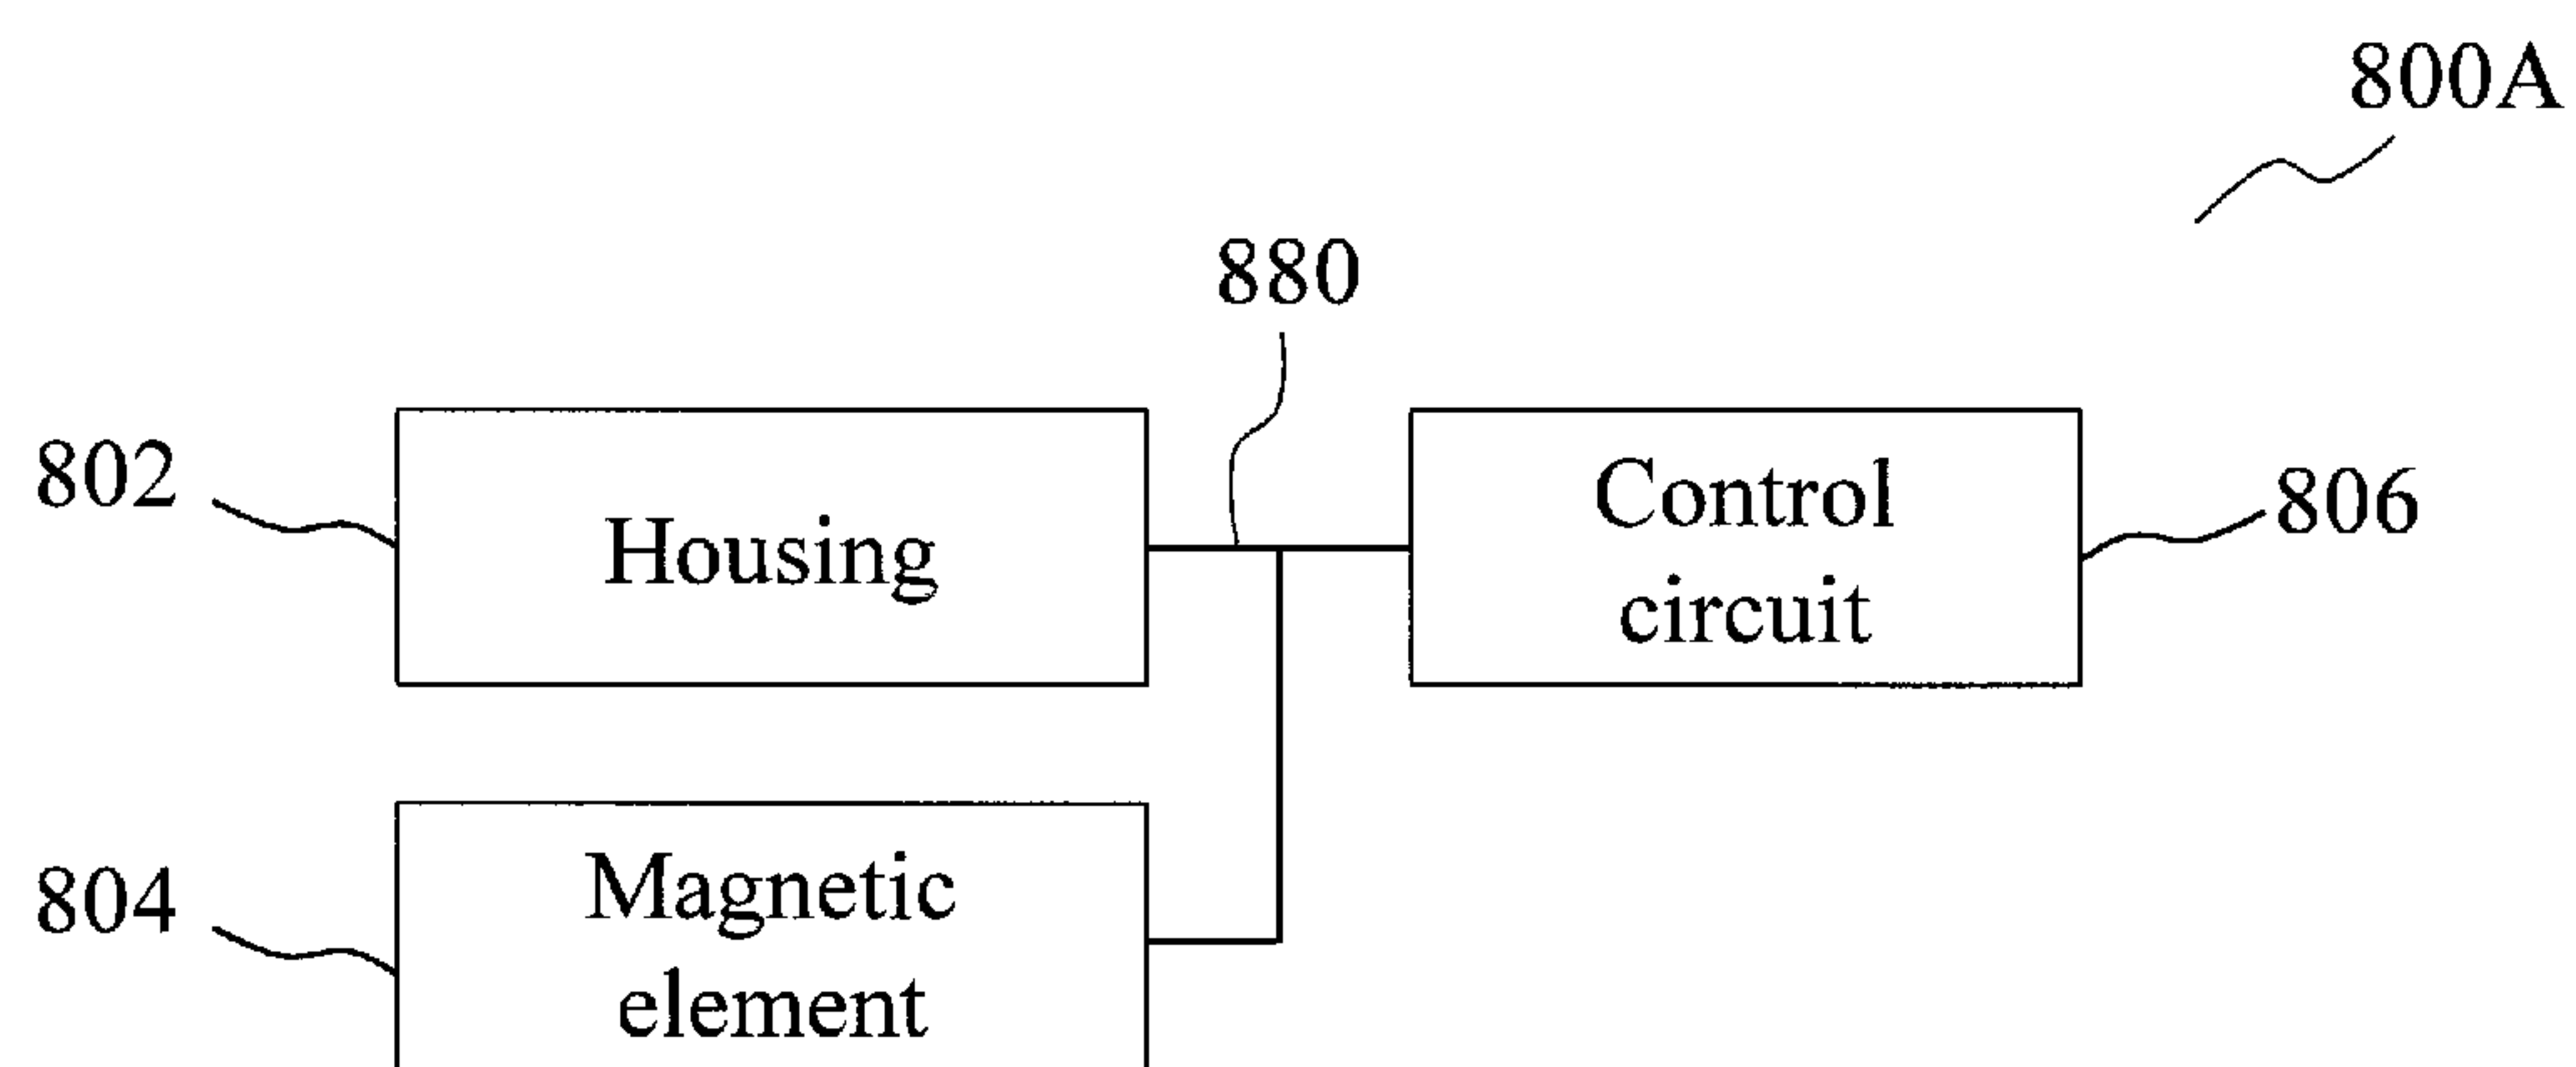 800A
880
802
Housing
Control
circuit
806
804
Magnetic
element